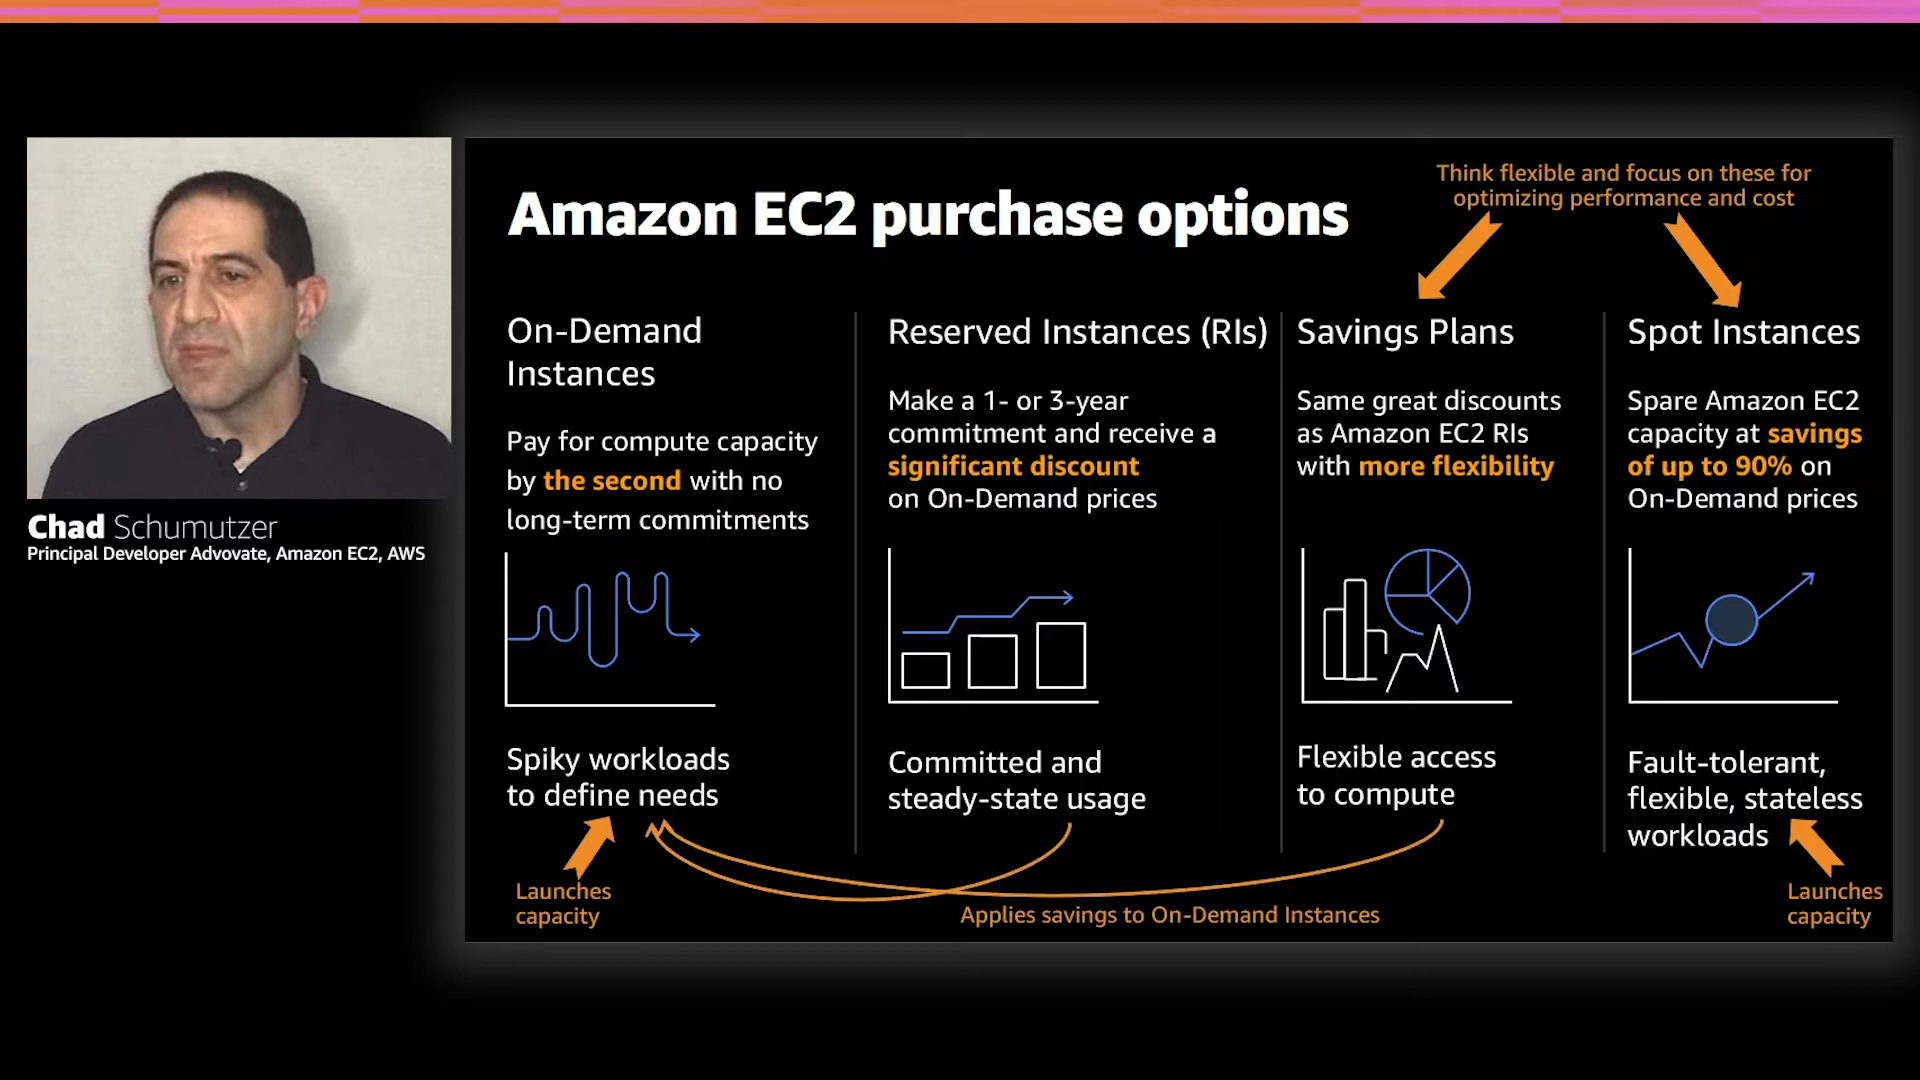 Chad Schumutzer
Principal Developer Advovate, Amazon EC2, AWS
Think flexible and focus on these for
optimizing performance and cost
Amazon EC2 purchase options
On-Demand
Instances
Pay for compute capacity
by the second with no
long-term commitments
Spiky workloads
to define needs
Launches
capacity
Reserved Instances (RIs)
Make a 1- or 3-year
commitment and receive a
significant discount
on On-Demand prices
Committed and
steady-state usage
Savings Plans
Same great discounts
as Amazon EC2 RIs
with more flexibility
Flexible access
to compute
Applies savings to On-Demand Instances
Spot Instances
Spare Amazon EC2
capacity at savings
of up to 90% on
On-Demand prices
Fault-tolerant,
flexible, stateless
workloads
Launches
capacity